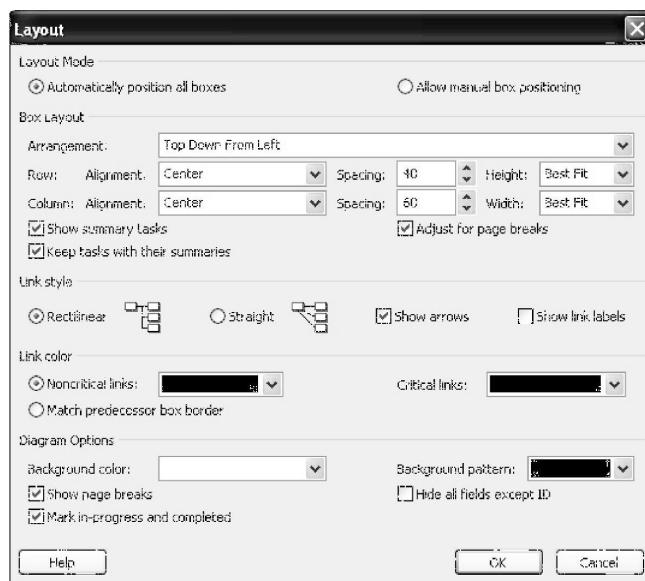 Layout
Layout Mode
Automatically position all boxes Allow manual box positioning
Box Layout
Arrangement: Top Down From Left
Row: Alignment: Center Spacing: 40 Height: Best Fit
Column: Alignment: Center Spacing: 60 Width: Best Fit
Show summary tasks Adjust for page breaks
Keep tasks with their summaries
Link style
Rectilinear Straight Show arrows Show link labels
Link color
Noncritical links: Critical links:
Match predecessor box border
Diagram Options
Background color: Background pattern:
Show page breaks Hide all fields except ID
Mark in-progress and completed
Help OK Cancel